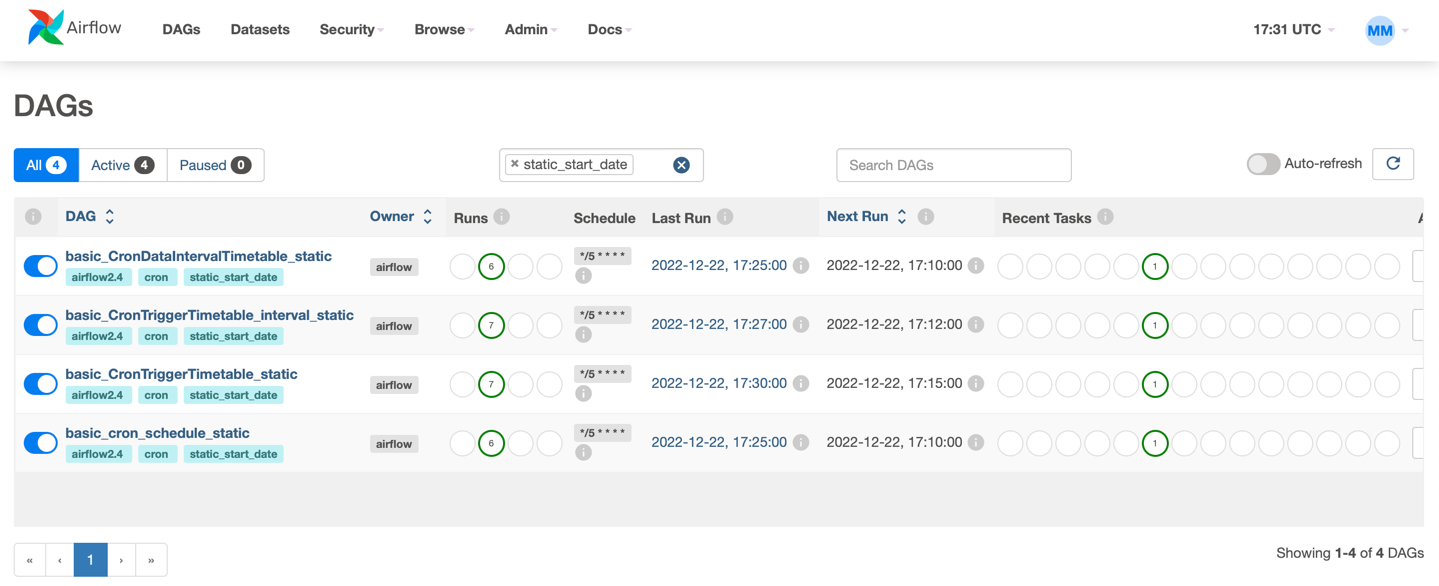 Airflow DAGs Datasets Security Browse Admin Docs 17:31 UTC MM
DAGs
All 4 Active 4 Paused 0 × static_start_date Search DAGs Auto-refresh
i DAG Owner Runs i Schedule Last Run i Next Run i Recent Tasks i
basic_CronDataIntervalTimetable_static airflow 6 */5 * * * * 2022-12-22, 17:25:00 i 2022-12-22, 17:10:00 i 1
airflow2.4 cron static_start_date i
basic_CronTriggerTimetable_interval_static airflow 7 */5 * * * * 2022-12-22, 17:27:00 i 2022-12-22, 17:12:00 i 1
airflow2.4 cron static_start_date i
basic_CronTriggerTimetable_static airflow 7 */5 * * * * 2022-12-22, 17:30:00 i 2022-12-22, 17:15:00 i 1
airflow2.4 cron static_start_date i
basic_cron_schedule_static airflow 6 */5 * * * * 2022-12-22, 17:25:00 i 2022-12-22, 17:10:00 i 1
airflow2.4 cron static_start_date i
« ‹ 1 › » Showing 1-4 of 4 DAGs